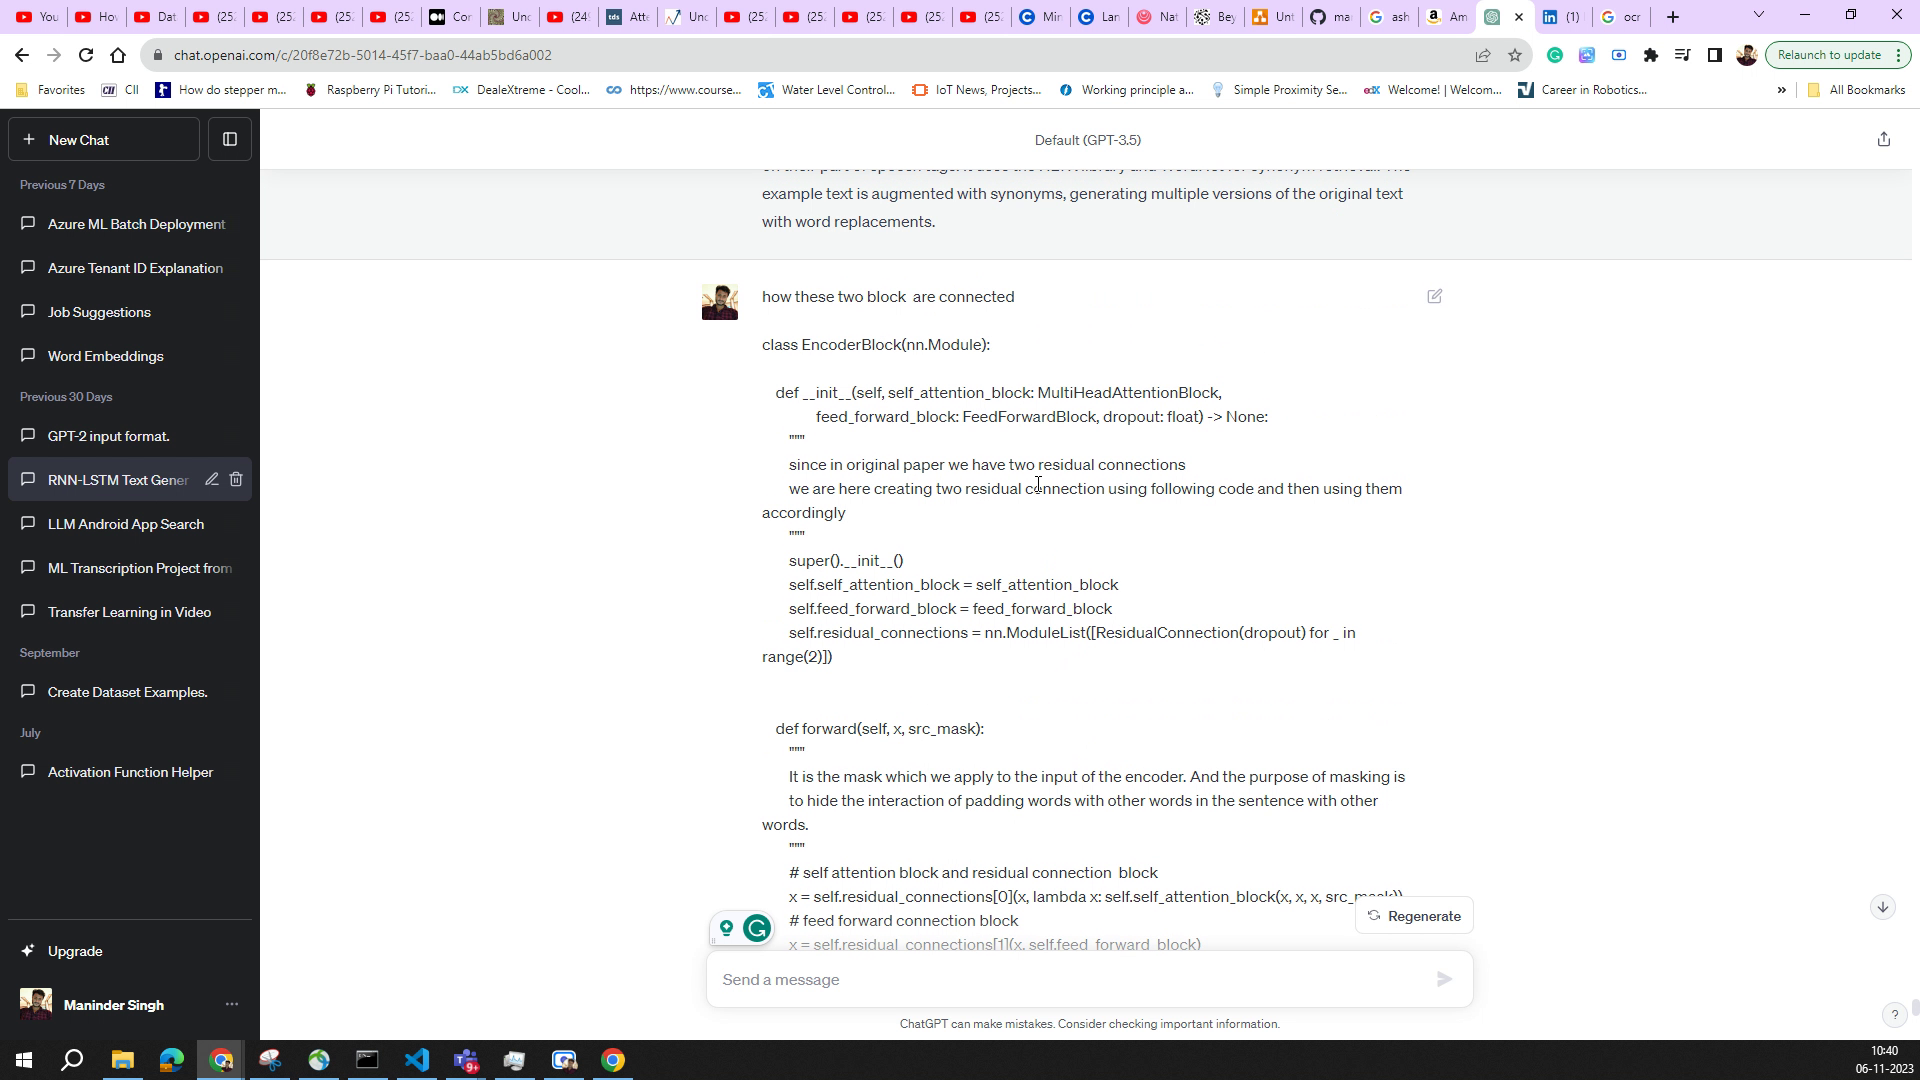 You
Hov
Dat
(25:
(25:
(25:
(25:
Cor
Unc
(249
tds
Atte
Unc
(252
(252
(252
(252
(252
Mir
Lan
Nat
Bey
Unt
ma
ash
Am
(1)
ocr
chat.openai.com/c/20f8e72b-5014-45f7-baa0-44ab5bd6a002
Relaunch to update
Favorites
CII
How do stepper m...
Raspberry Pi Tutori...
DealeXtreme - Cool...
https://www.course...
Water Level Control...
IoT News, Projects...
Working principle a...
Simple Proximity Se...
Welcome! | Welcom...
Career in Robotics...
»
All Bookmarks
New Chat
Default (GPT-3.5)
Previous 7 Days
Azure ML Batch Deployment
Azure Tenant ID Explanation
Job Suggestions
Word Embeddings
Previous 30 Days
GPT-2 input format.
RNN-LSTM Text Gener
LLM Android App Search
ML Transcription Project from
Transfer Learning in Video
September
Create Dataset Examples.
July
Activation Function Helper
Upgrade
Maninder Singh
example text is augmented with synonyms, generating multiple versions of the original text
with word replacements.
how these two block  are connected
class EncoderBlock(nn.Module):
def __init__(self, self_attention_block: MultiHeadAttentionBlock,
feed_forward_block: FeedForwardBlock, dropout: float) -> None:
"""
since in original paper we have two residual connections
we are here creating two residual connection using following code and then using them
accordingly
"""
super().__init__()
self.self_attention_block = self_attention_block
self.feed_forward_block = feed_forward_block
self.residual_connections = nn.ModuleList([ResidualConnection(dropout) for _ in
range(2)])
def forward(self, x, src_mask):
"""
It is the mask which we apply to the input of the encoder. And the purpose of masking is
to hide the interaction of padding words with other words in the sentence with other
words.
"""
# self attention block and residual connection  block
x = self.residual_connections[0](x, lambda x: self.self_attention_block(x, x, x, src_mask))
# feed forward connection block
x = self.residual_connections[1](x, self.feed_forward_block)
Regenerate
Send a message
ChatGPT can make mistakes. Consider checking important information.
?
9+
10:40
06-11-2023